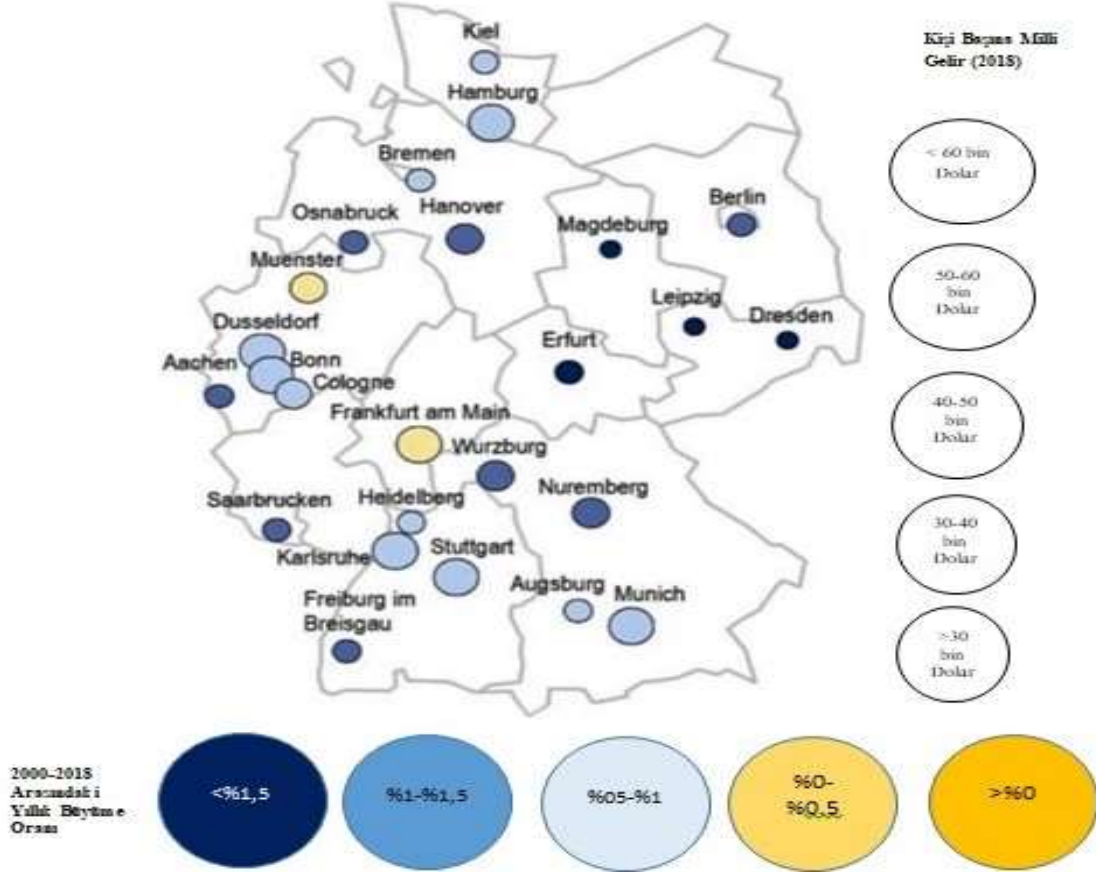 Kiel
Hamburg
Bremen
Osnabruck
Hanover
Magdeburg
Berlin
Muenster
Leipzig
Dresden
Dusseldorf
Erfurt
Aachen
Bonn
Cologne
Frankfurt am Main
Wurzburg
Heidelberg
Nuremberg
Saarbrucken
Karlsruhe
Stuttgart
Augsburg
Munich
Freiburg im
Breisgau
Kişi Başına Milli
Gelir (2018)
< 60 bin
Dolar
50-60
bin
Dolar
40-50
bin
Dolar
30-40
bin
Dolar
>30
bin
Dolar
2000-2018
Arasındaki
Yıllık Büyüme
Oranı
<%1,5
%1-%1,5
%05-%1
%0-
%0,5
>%0